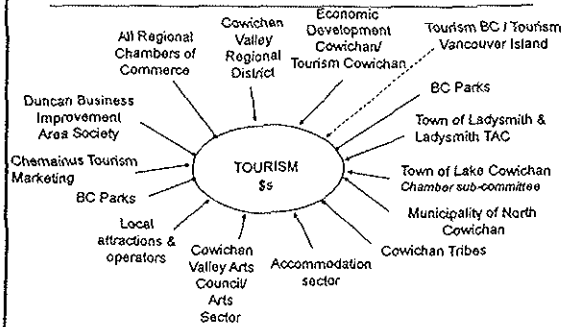 Economic
Development
Cowichan/
Tourism Cowichan
Cowichan
Valley
Regional
District
All Regional
Chambers of
Commerce
Tourism BC / Tourism
Vancouver Island
BC Parks
Duncan Business
Improvement
Area Society
Town of Ladysmith &
Ladysmith TAC
Chemainus Tourism
Marketing
TOURISM
$s
Town of Lake Cowichan
Chamber sub-committee
BC Parks
Municipality of North
Cowichan
Local
attractions &
operators
Cowichan
Valley Arts
Council/
Arts
Sector
Accommodation
sector
Cowichan Tribes